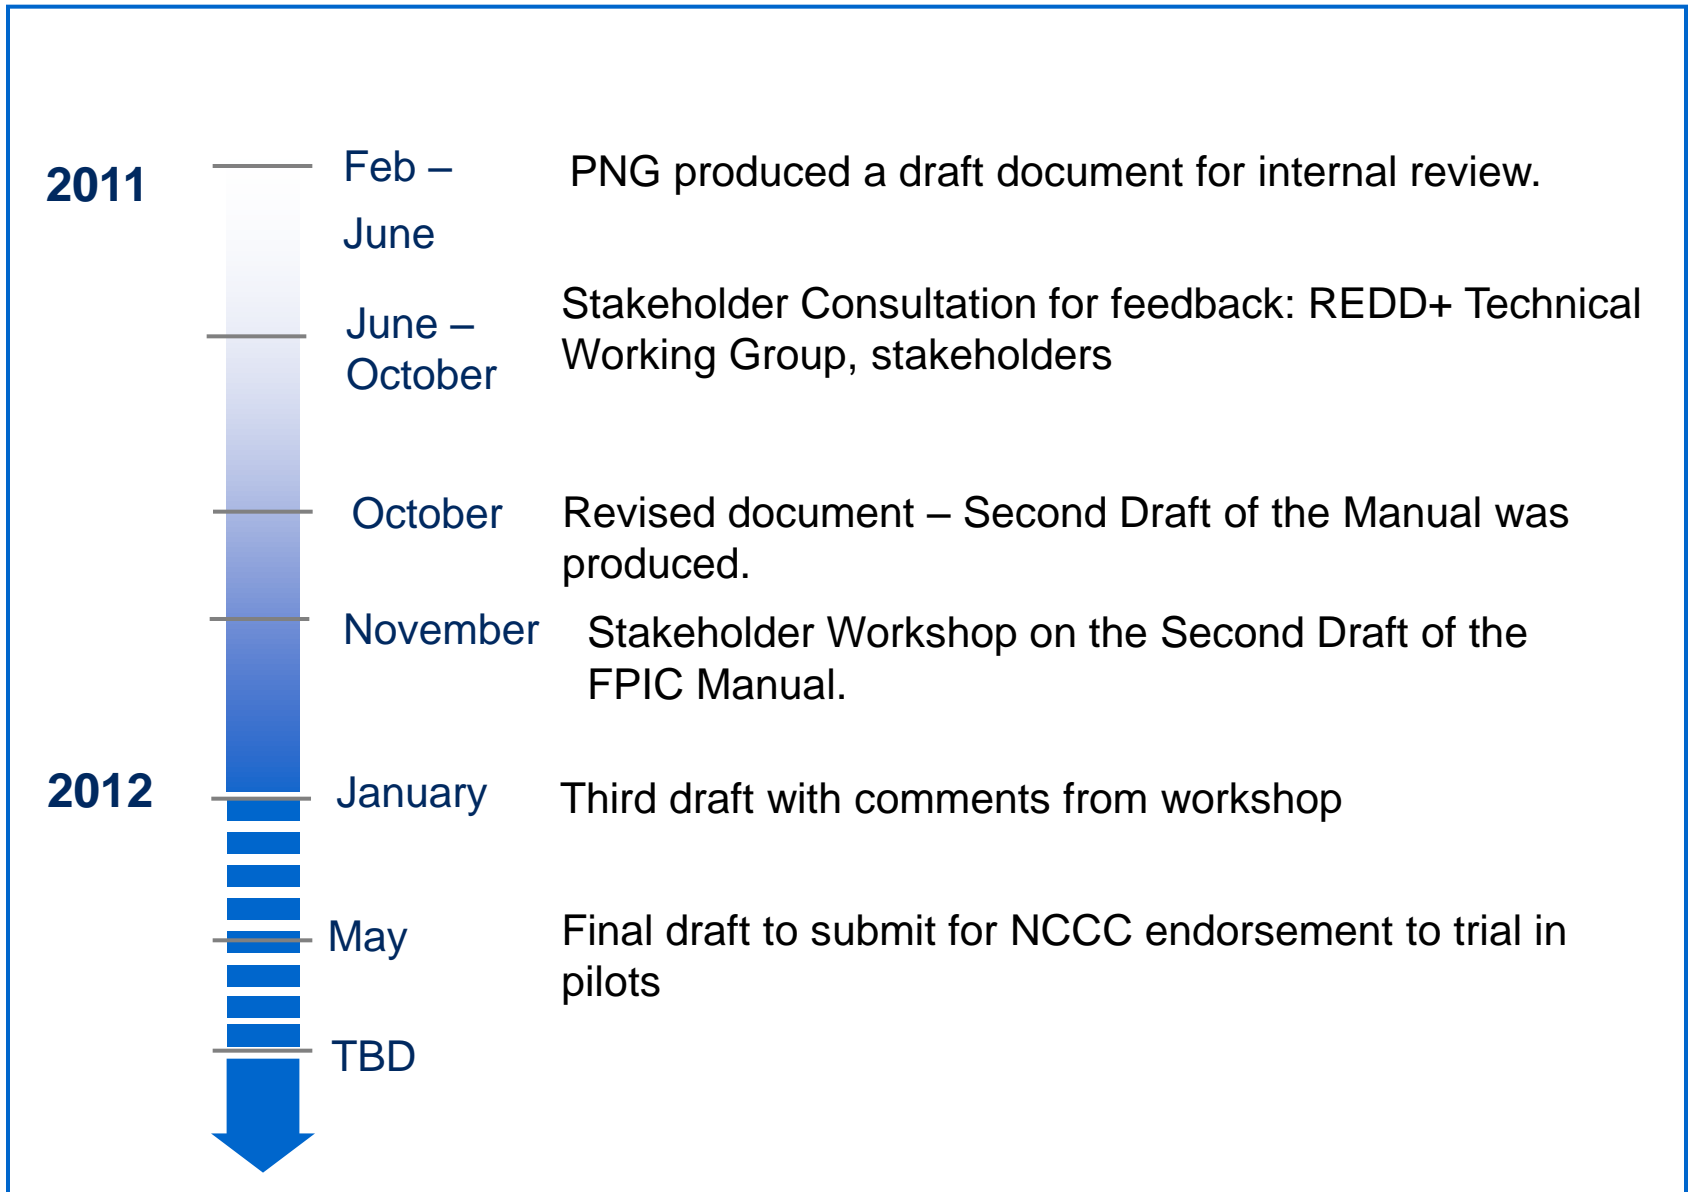 2011
Feb –
June
PNG produced a draft document for internal review.
June –
October
Stakeholder Consultation for feedback: REDD+ Technical
Working Group, stakeholders
October
Revised document – Second Draft of the Manual was
produced.
November
Stakeholder Workshop on the Second Draft of the
FPIC Manual.
2012
January
Third draft with comments from workshop
May
Final draft to submit for NCCC endorsement to trial in
pilots
TBD